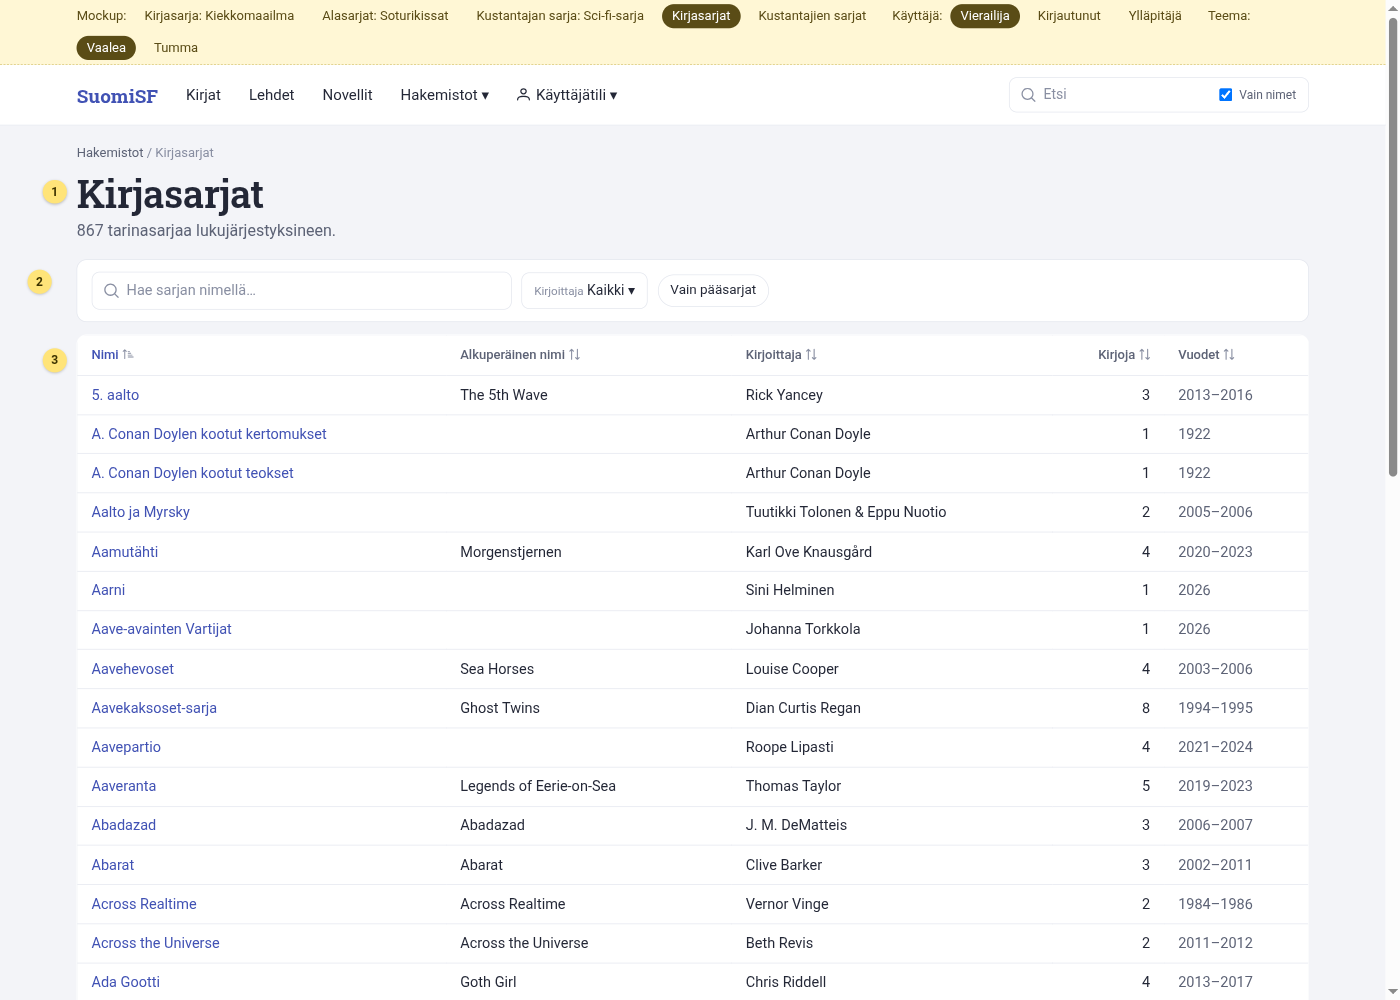 Mockup: Kirjasarja: Kiekkomaailma Alasarjat: Soturikissat Kustantajan sarja: Sci-fi-sarja Kirjasarjat Kustantajien sarjat Käyttäjä: Vierailija Kirjautunut Ylläpitäjä Teema:
Vaalea Tumma
SuomiSF Kirjat Lehdet Novellit Hakemistot ▾ Käyttäjätili ▾ Etsi Vain nimet
Hakemistot / Kirjasarjat
1 Kirjasarjat
867 tarinasarjaa lukujärjestyksineen.
2 Hae sarjan nimellä… Kirjoittaja Kaikki ▾ Vain pääsarjat
3 Nimi Alkuperäinen nimi Kirjoittaja Kirjoja Vuodet
5. aalto The 5th Wave Rick Yancey 3 2013–2016
A. Conan Doylen kootut kertomukset Arthur Conan Doyle 1 1922
A. Conan Doylen kootut teokset Arthur Conan Doyle 1 1922
Aalto ja Myrsky Tuutikki Tolonen & Eppu Nuotio 2 2005–2006
Aamutähti Morgenstjernen Karl Ove Knausgård 4 2020–2023
Aarni Sini Helminen 1 2026
Aave-avainten Vartijat Johanna Torkkola 1 2026
Aavehevoset Sea Horses Louise Cooper 4 2003–2006
Aavekaksoset-sarja Ghost Twins Dian Curtis Regan 8 1994–1995
Aavepartio Roope Lipasti 4 2021–2024
Aaveranta Legends of Eerie-on-Sea Thomas Taylor 5 2019–2023
Abadazad Abadazad J. M. DeMatteis 3 2006–2007
Abarat Abarat Clive Barker 3 2002–2011
Across Realtime Across Realtime Vernor Vinge 2 1984–1986
Across the Universe Across the Universe Beth Revis 2 2011–2012
Ada Gootti Goth Girl Chris Riddell 4 2013–2017